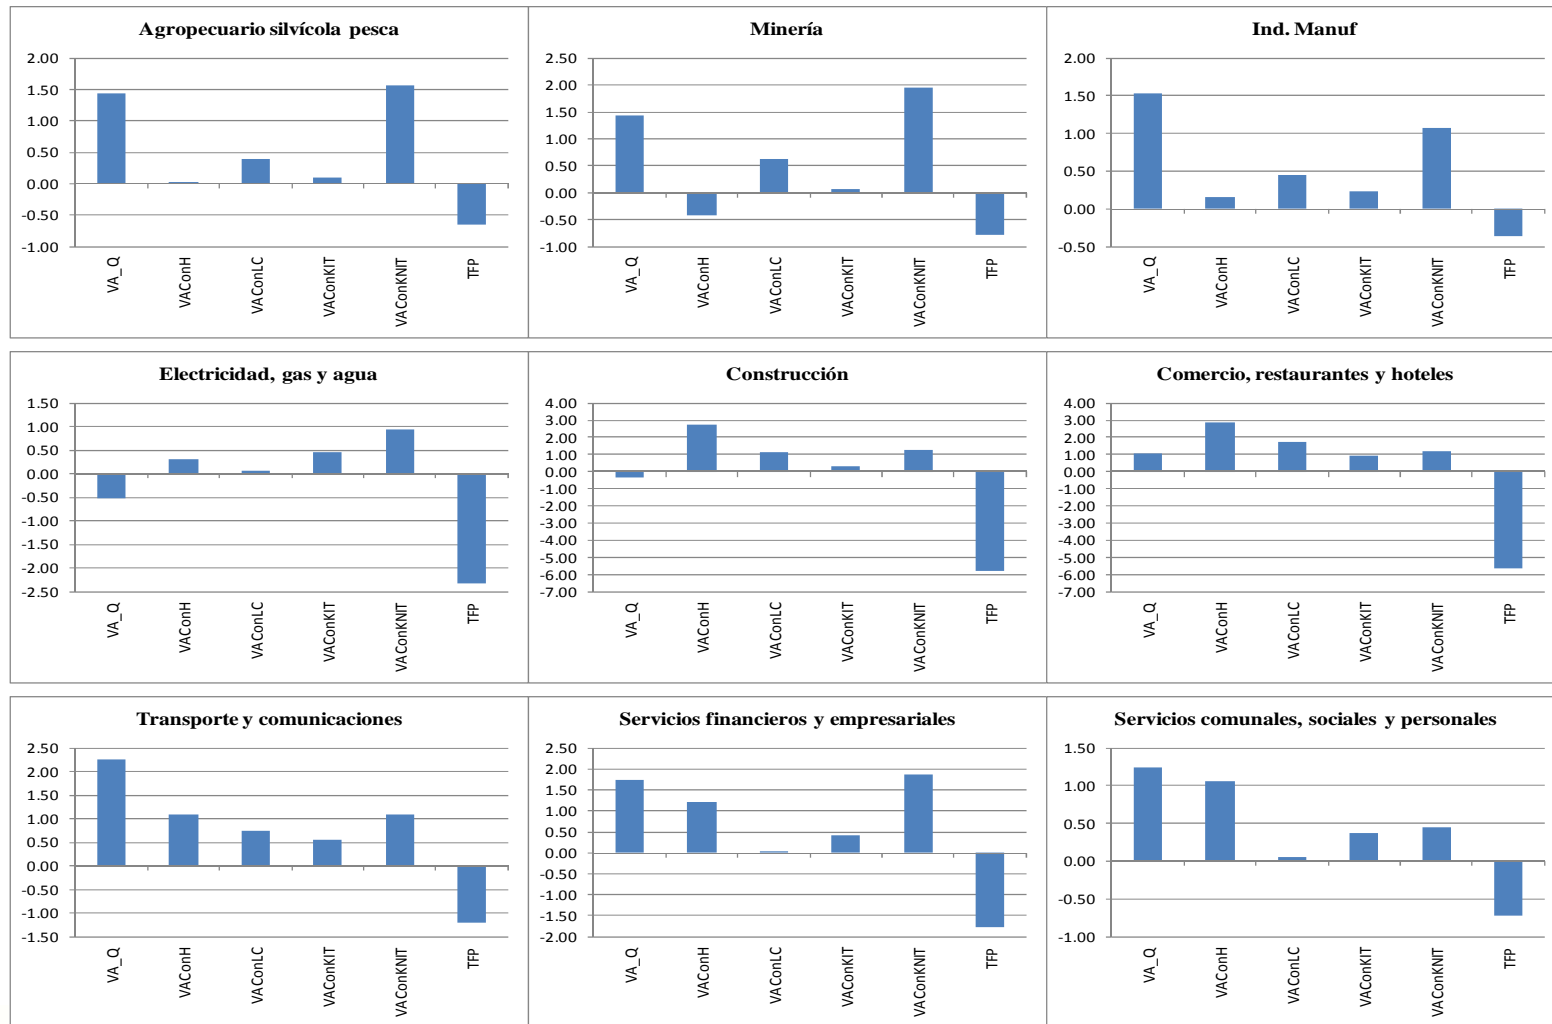 Agropecuario silvícola pesca
2.00
1.50
1.00
0.50
0.00
-0.50
-1.00
VA_Q
VAConH
VAConLC
VAConKIT
VAConKNIT
TFP
Minería
2.50
2.00
1.50
1.00
0.50
0.00
-0.50
-1.00
VA_Q
VAConH
VAConLC
VAConKIT
VAConKNIT
TFP
Ind. Manuf
2.00
1.50
1.00
0.50
0.00
-0.50
VA_Q
VAConH
VAConLC
VAConKIT
VAConKNIT
TFP
Electricidad, gas y agua
1.50
1.00
0.50
0.00
-0.50
-1.00
-1.50
-2.00
-2.50
VA_Q
VAConH
VAConLC
VAConKIT
VAConKNIT
TFP
Construcción
4.00
3.00
2.00
1.00
0.00
-1.00
-2.00
-3.00
-4.00
-5.00
-6.00
-7.00
VA_Q
VAConH
VAConLC
VAConKIT
VAConKNIT
TFP
Comercio, restaurantes y hoteles
4.00
3.00
2.00
1.00
0.00
-1.00
-2.00
-3.00
-4.00
-5.00
-6.00
-7.00
VA_Q
VAConH
VAConLC
VAConKIT
VAConKNIT
TFP
Transporte y comunicaciones
2.50
2.00
1.50
1.00
0.50
0.00
-0.50
-1.00
-1.50
VA_Q
VAConH
VAConLC
VAConKIT
VAConKNIT
TFP
Servicios financieros y empresariales
2.50
2.00
1.50
1.00
0.50
0.00
-0.50
-1.00
-1.50
-2.00
VA_Q
VAConH
VAConLC
VAConKIT
VAConKNIT
TFP
Servicios comunales, sociales y personales
1.50
1.00
0.50
0.00
-0.50
-1.00
VA_Q
VAConH
VAConLC
VAConKIT
VAConKNIT
TFP